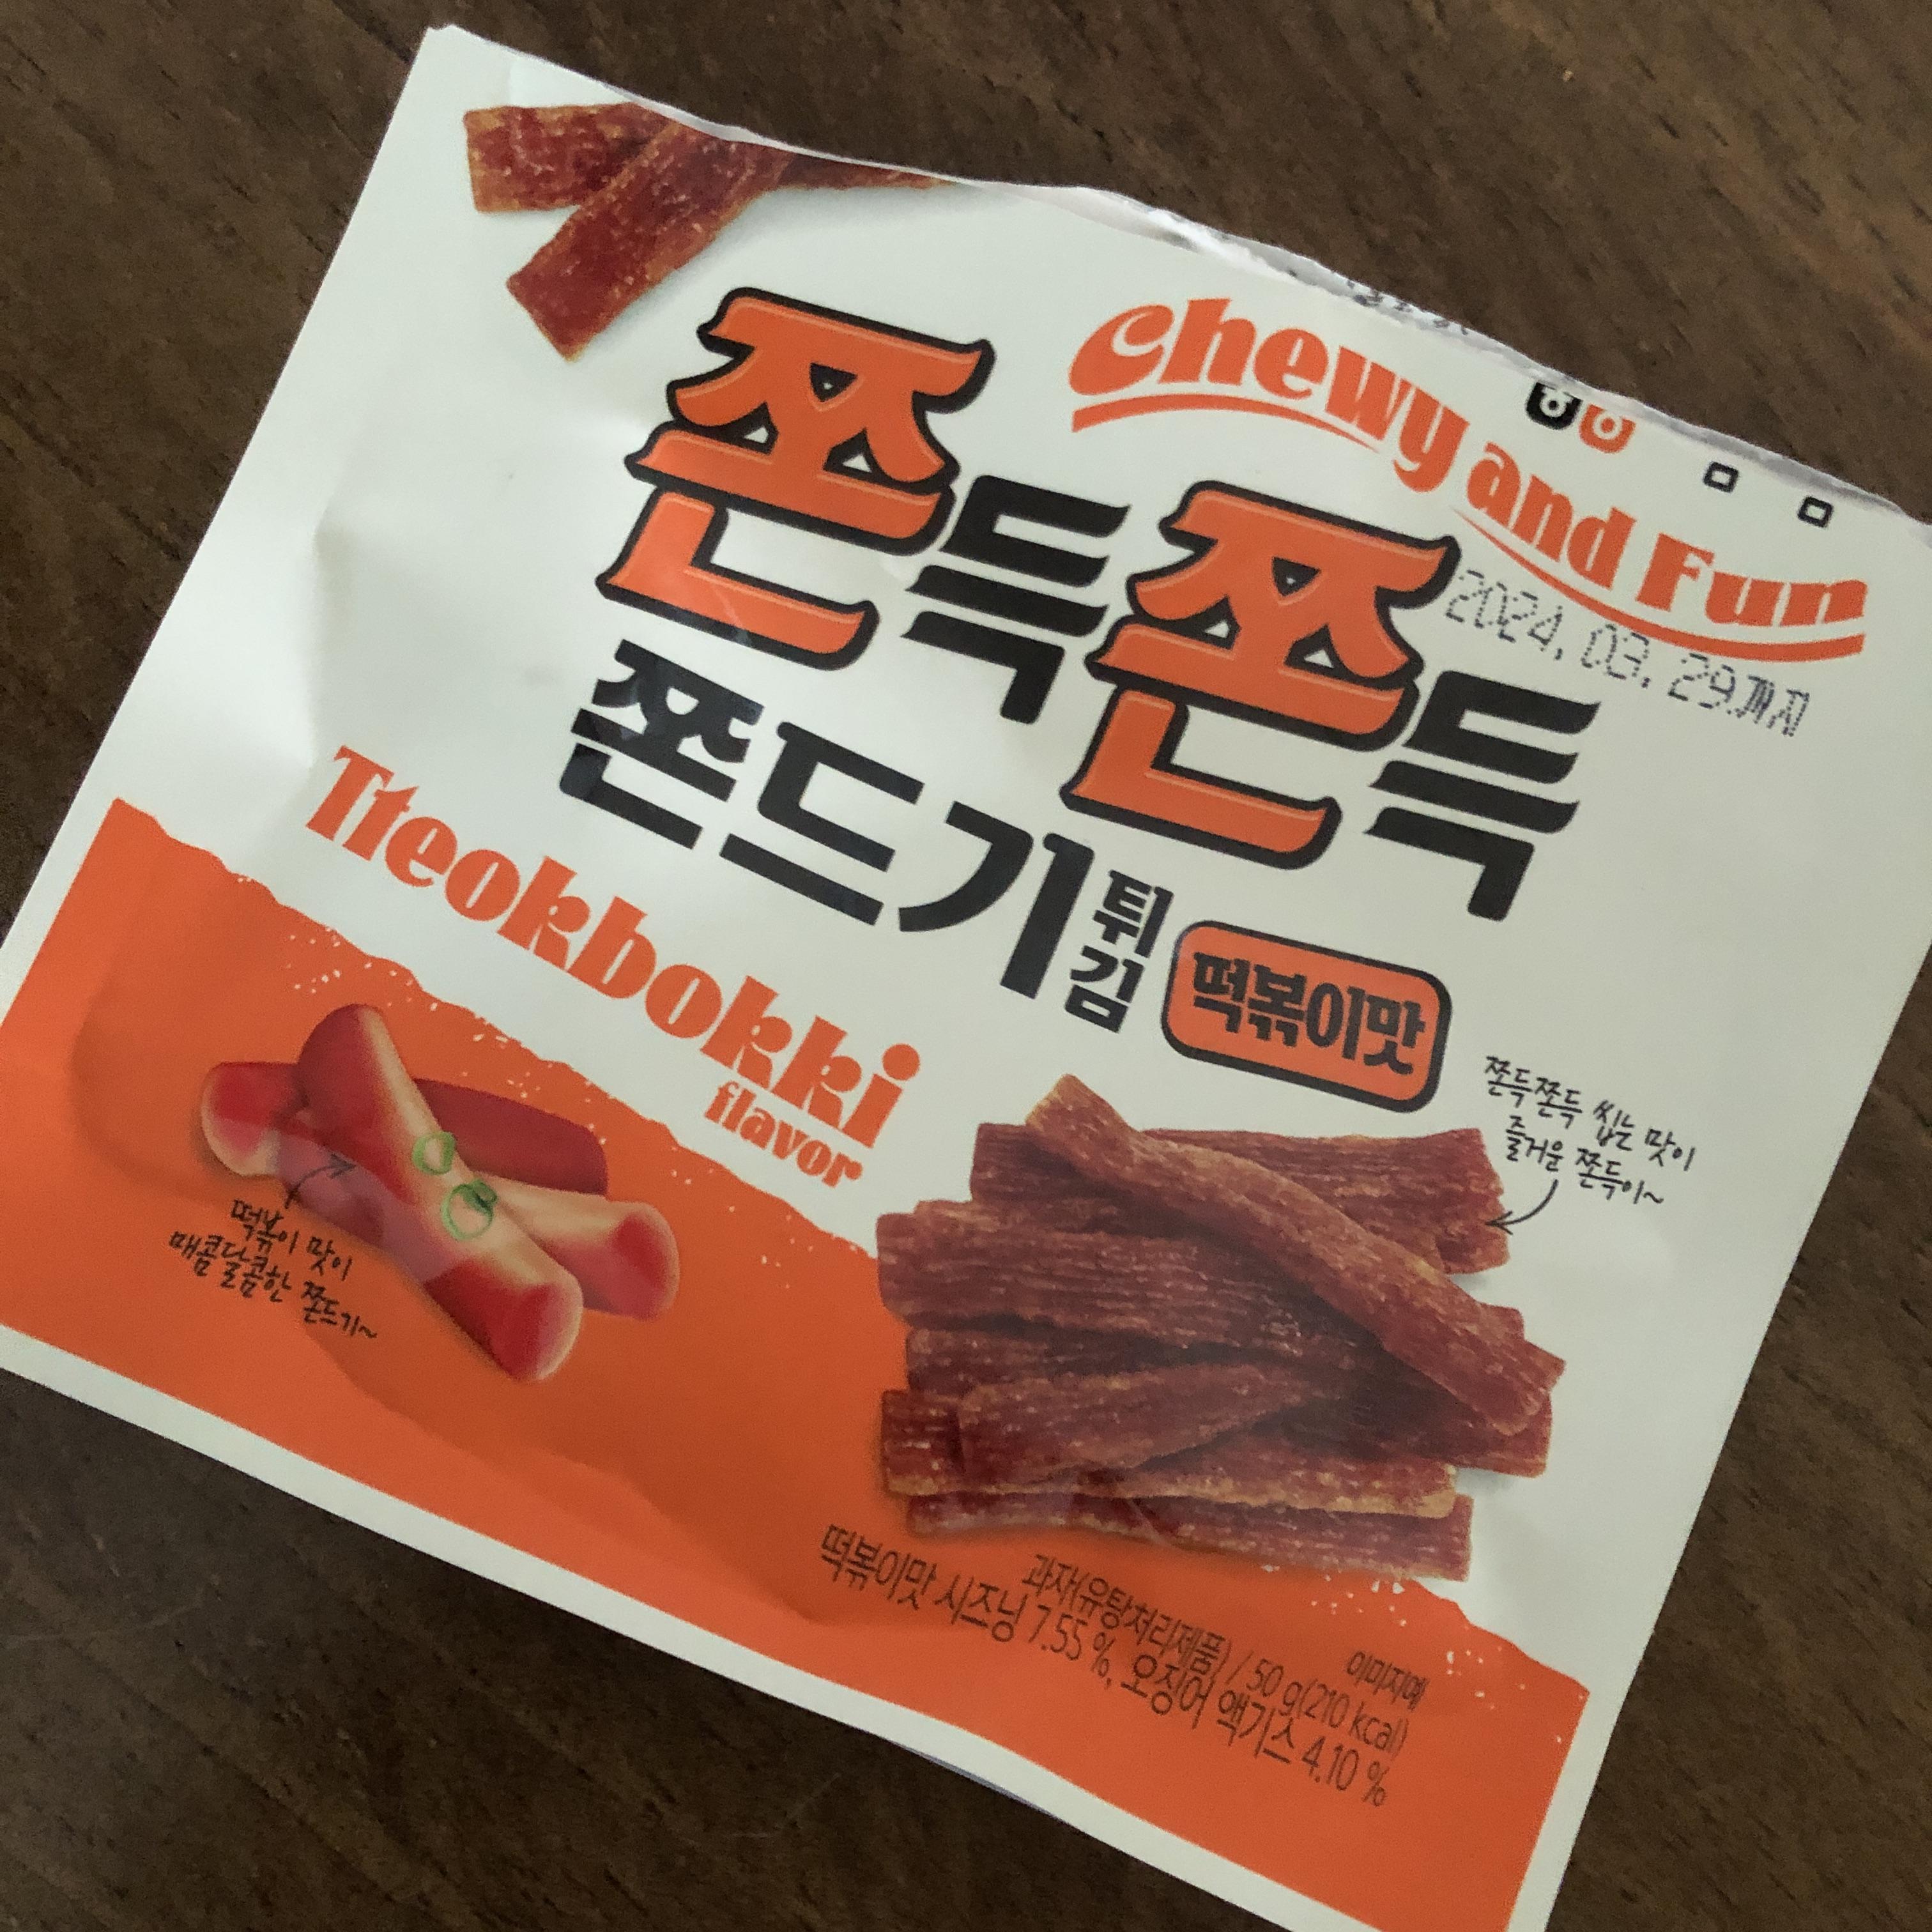 Chewy and Fun
쫀득쫀득
2024. 03. 29.까지
쫀드기
튀김
떡볶이맛
Tteokbokki
flavor
쫀득쫀득 씹는 맛이
즐거운 쫀득이~
떡볶이 맛이
매콤달콤한 쫀드기~
이미지예
과자(유탕처리제품) / 50 g(210 kcal)
떡볶이맛 시즈닝 7.55 %, 오징어 액기스 4.10 %